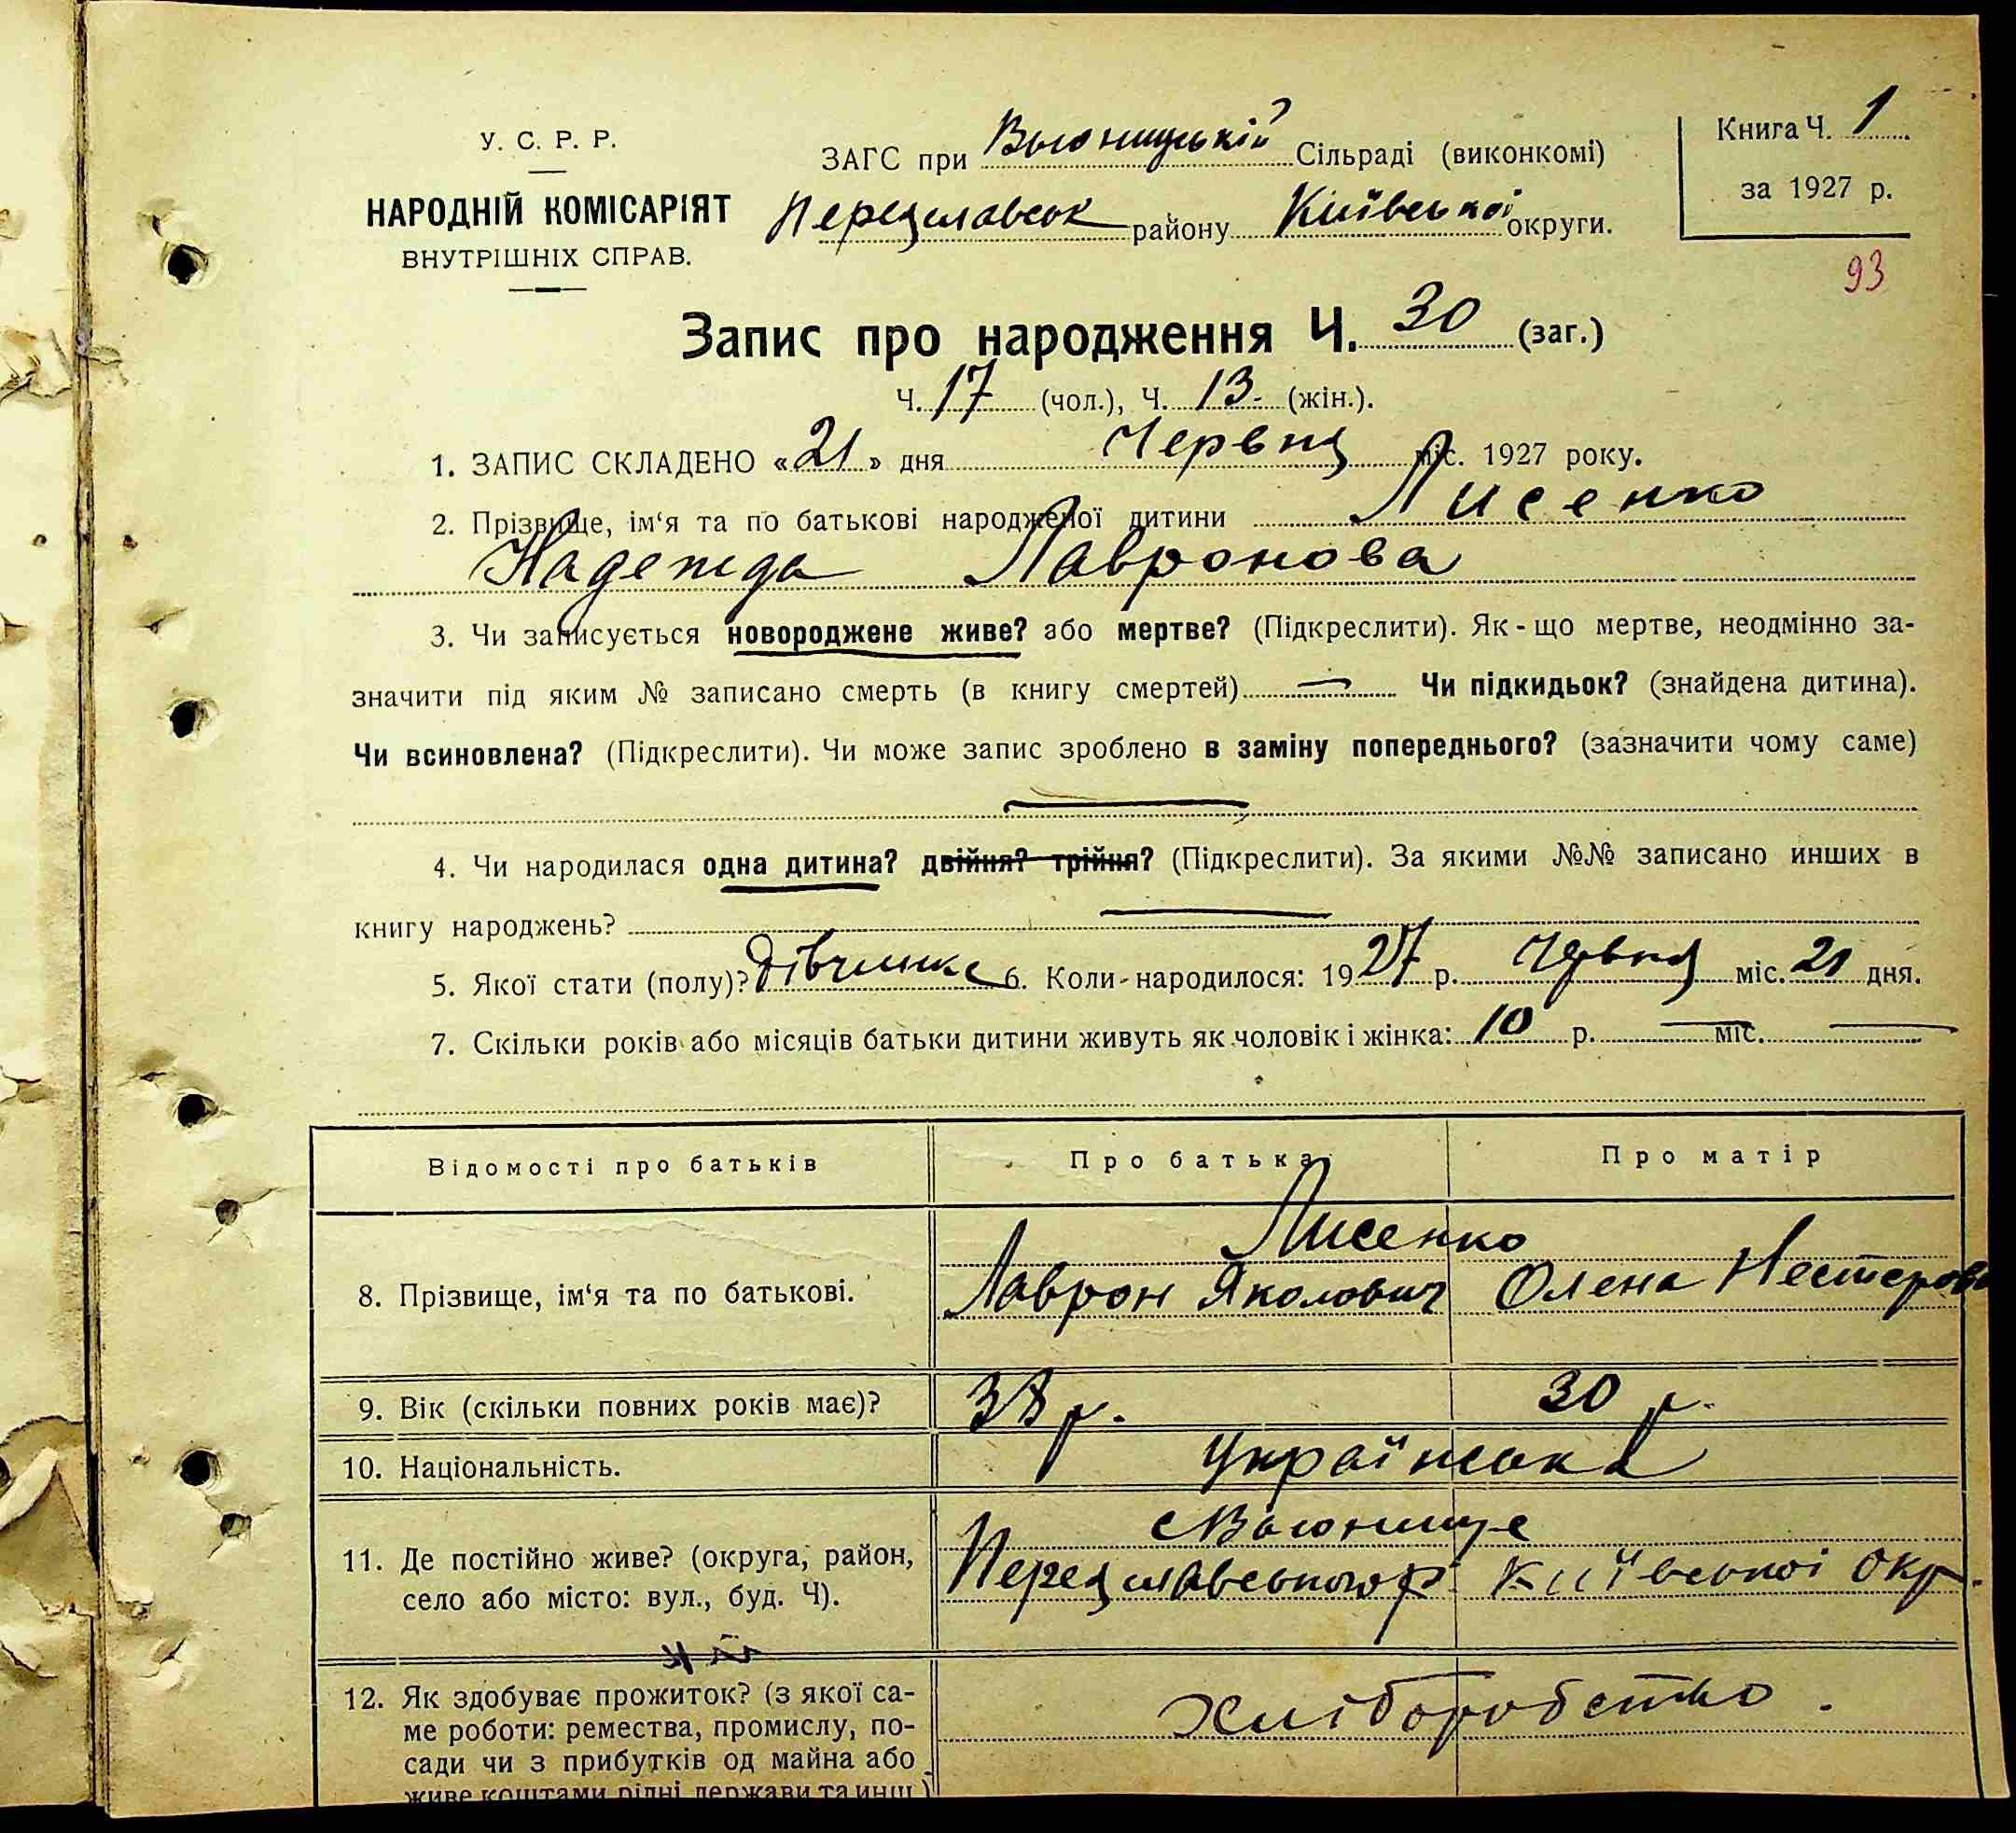 У. С. Р. Р.
НАРОДНІЙ КОМІСАРІЯТ
ВНУТРІШНІХ СПРАВ.
ЗАГС при Вьюницькій Сільраді (виконкомі)
Переяславськ району Київської округи.
Книга Ч. 1
за 1927 р.
93
Запис про народження Ч. 30 (заг.)
Ч. 17 (чол.), Ч. 13 (жін.).
1. ЗАПИС СКЛАДЕНО «21» дня Червня міс. 1927 року.
2. Прізвище, ім‘я та по батькові народженої дитини Лисенко
Надежда Лавронова
3. Чи записується новороджене живе? або мертве? (Підкреслити). Як-що мертве, неодмінно за-
значити під яким № записано смерть (в книгу смертей) — Чи підкидьок? (знайдена дитина).
Чи всиновлена? (Підкреслити). Чи може запис зроблено в заміну попереднього? (зазначити чому саме)
4. Чи народилася одна дитина? двійня? трійня? (Підкреслити). За якими №№ записано инших в
книгу народжень?
5. Якої стати (полу)? Дівчинка 6. Коли народилося: 1927 р. Червня міс. 21 дня.
7. Скільки років або місяців батьки дитини живуть як чоловік і жінка: 10 р. — міс. —
Відомості про батьків Про батька Про матір
8. Прізвище, ім‘я та по батькові. Лисенко
Лаврон Яколович Олена Нестерова
9. Вік (скільки повних років має)? 38 р. 30 р.
10. Національність. Українська
11. Де постійно живе? (округа, район,
село або місто: вул., буд. Ч).
с Вьюнище
Переяславського р Київської окр.
12. Як здобуває прожиток? (з якої са-
ме роботи: ремества, промислу, по-
сади чи з прибутків од майна або
живе коштами рідні держави та инш.)
Хліборобство.